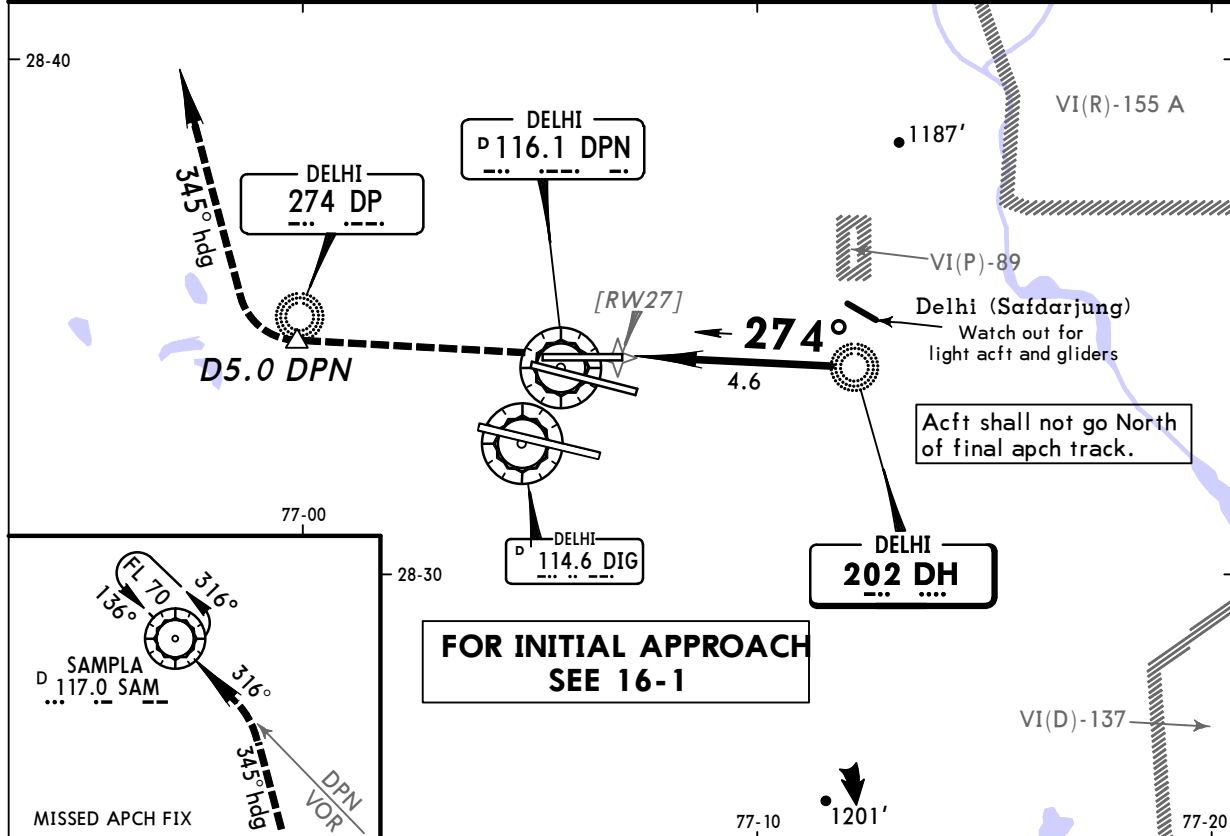 28-40
VI(R)-155 A
1187'
DELHI
D 116.1 DPN
DELHI
274 DP
345° hdg
VI(P)-89
[RW27]
Delhi (Safdarjung)
Watch out for
light acft and gliders
274°
4.6
D5.0 DPN
Acft shall not go North
of final apch track.
77-00
DELHI
D 114.6 DIG
DELHI
202 DH
28-30
FOR INITIAL APPROACH
SEE 16-1
FL 70
316°
136°
SAMPLA
D 117.0 SAM
316°
345° hdg
DPN
VOR
MISSED APCH FIX
VI(D)-137
1201'
77-10
77-20